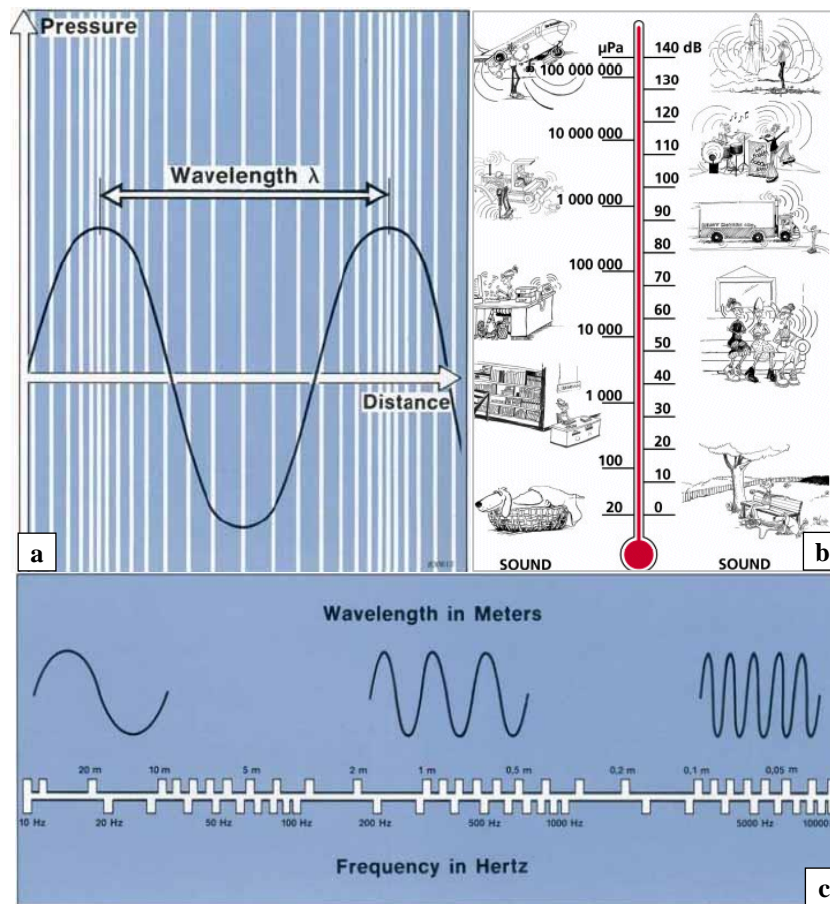 Pressure
Wavelength λ
Distance
a
µPa
100 000 000
10 000 000
1 000 000
100 000
10 000
1 000
100
20
140 dB
130
120
110
100
90
80
70
60
50
40
30
20
10
0
SOUND
SOUND
b
Wavelength in Meters
20 m 10 m 5 m 2 m 1 m 0,5 m 0,2 m 0,1 m 0,05 m
10 Hz 20 Hz 50 Hz 100 Hz 200 Hz 500 Hz 1000 Hz 5000 Hz 10000
Frequency in Hertz
c